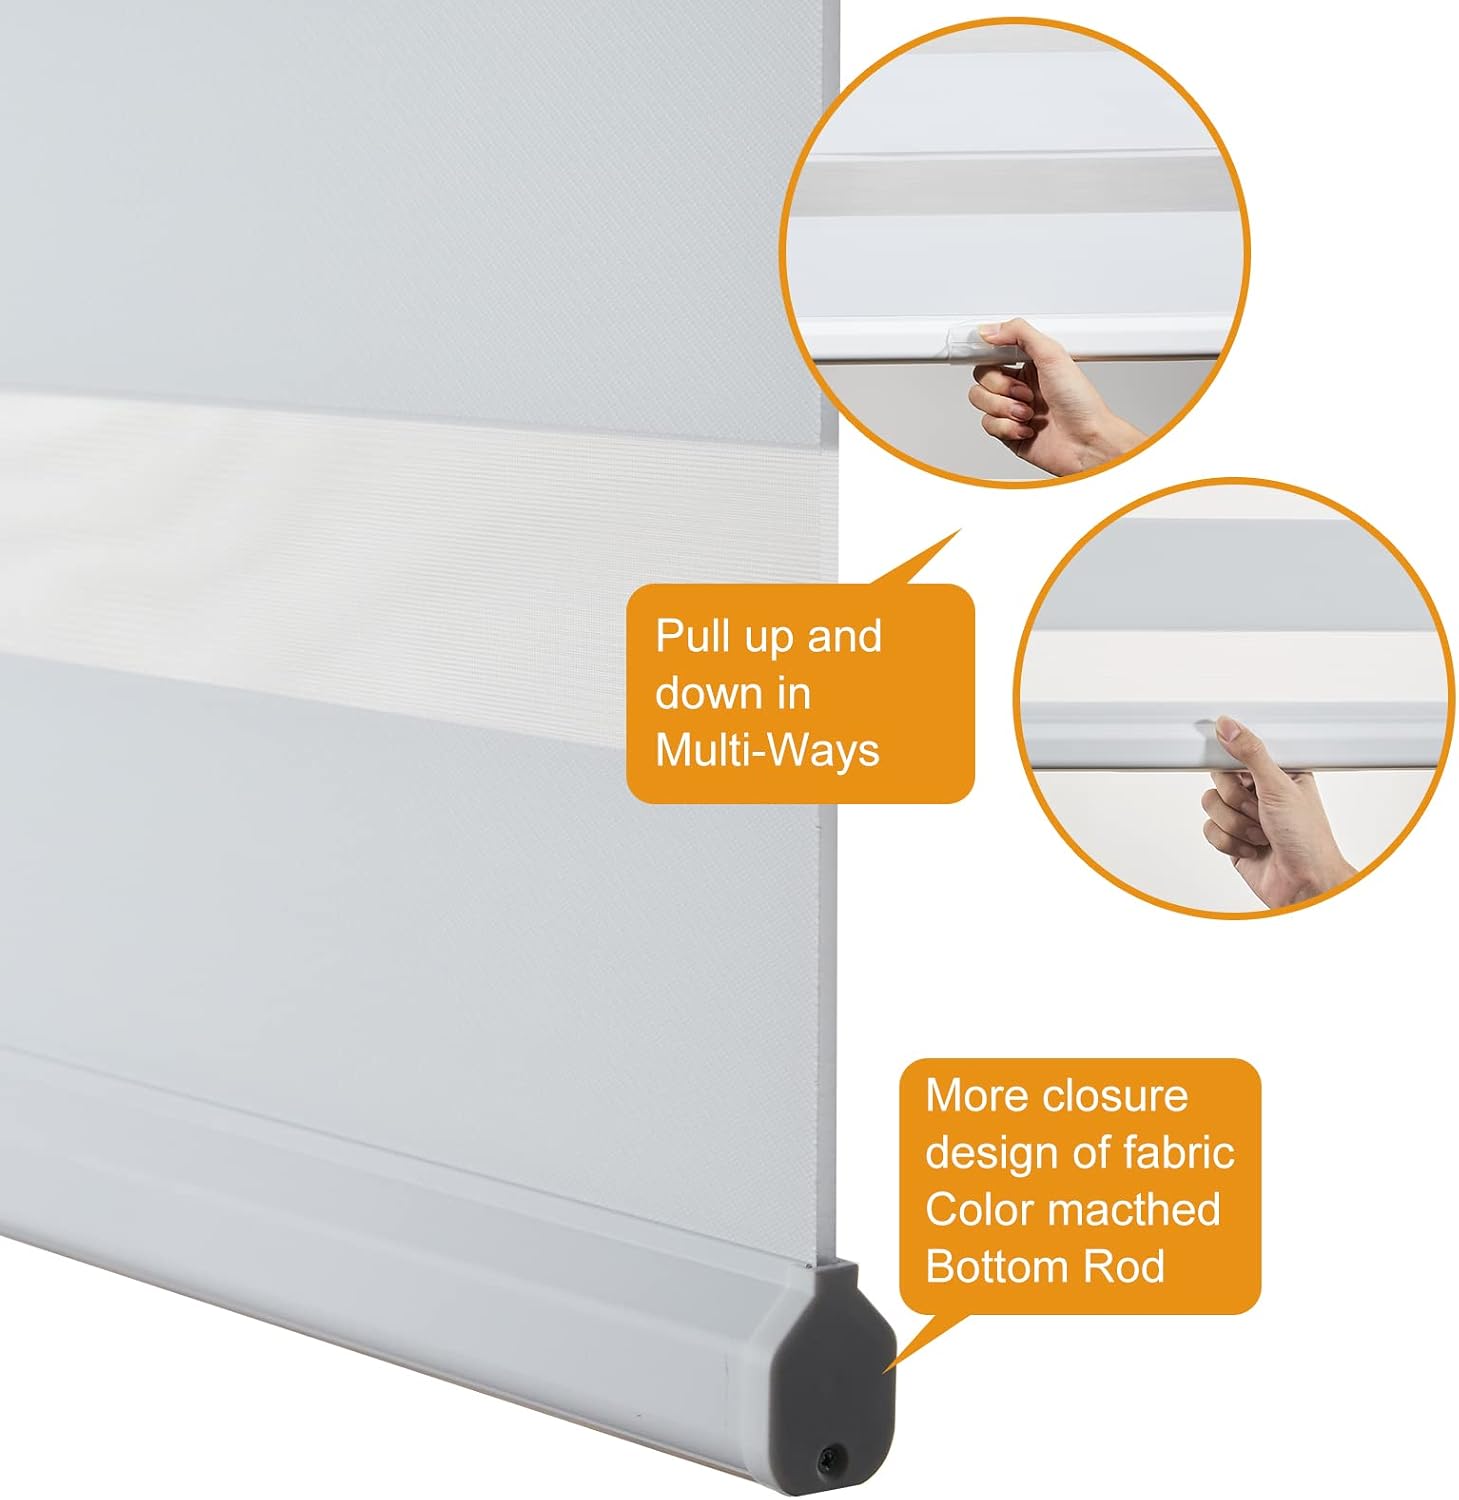 Pull up and
down in
Multi-Ways
More closure
design of fabric
Color macthed
Bottom Rod